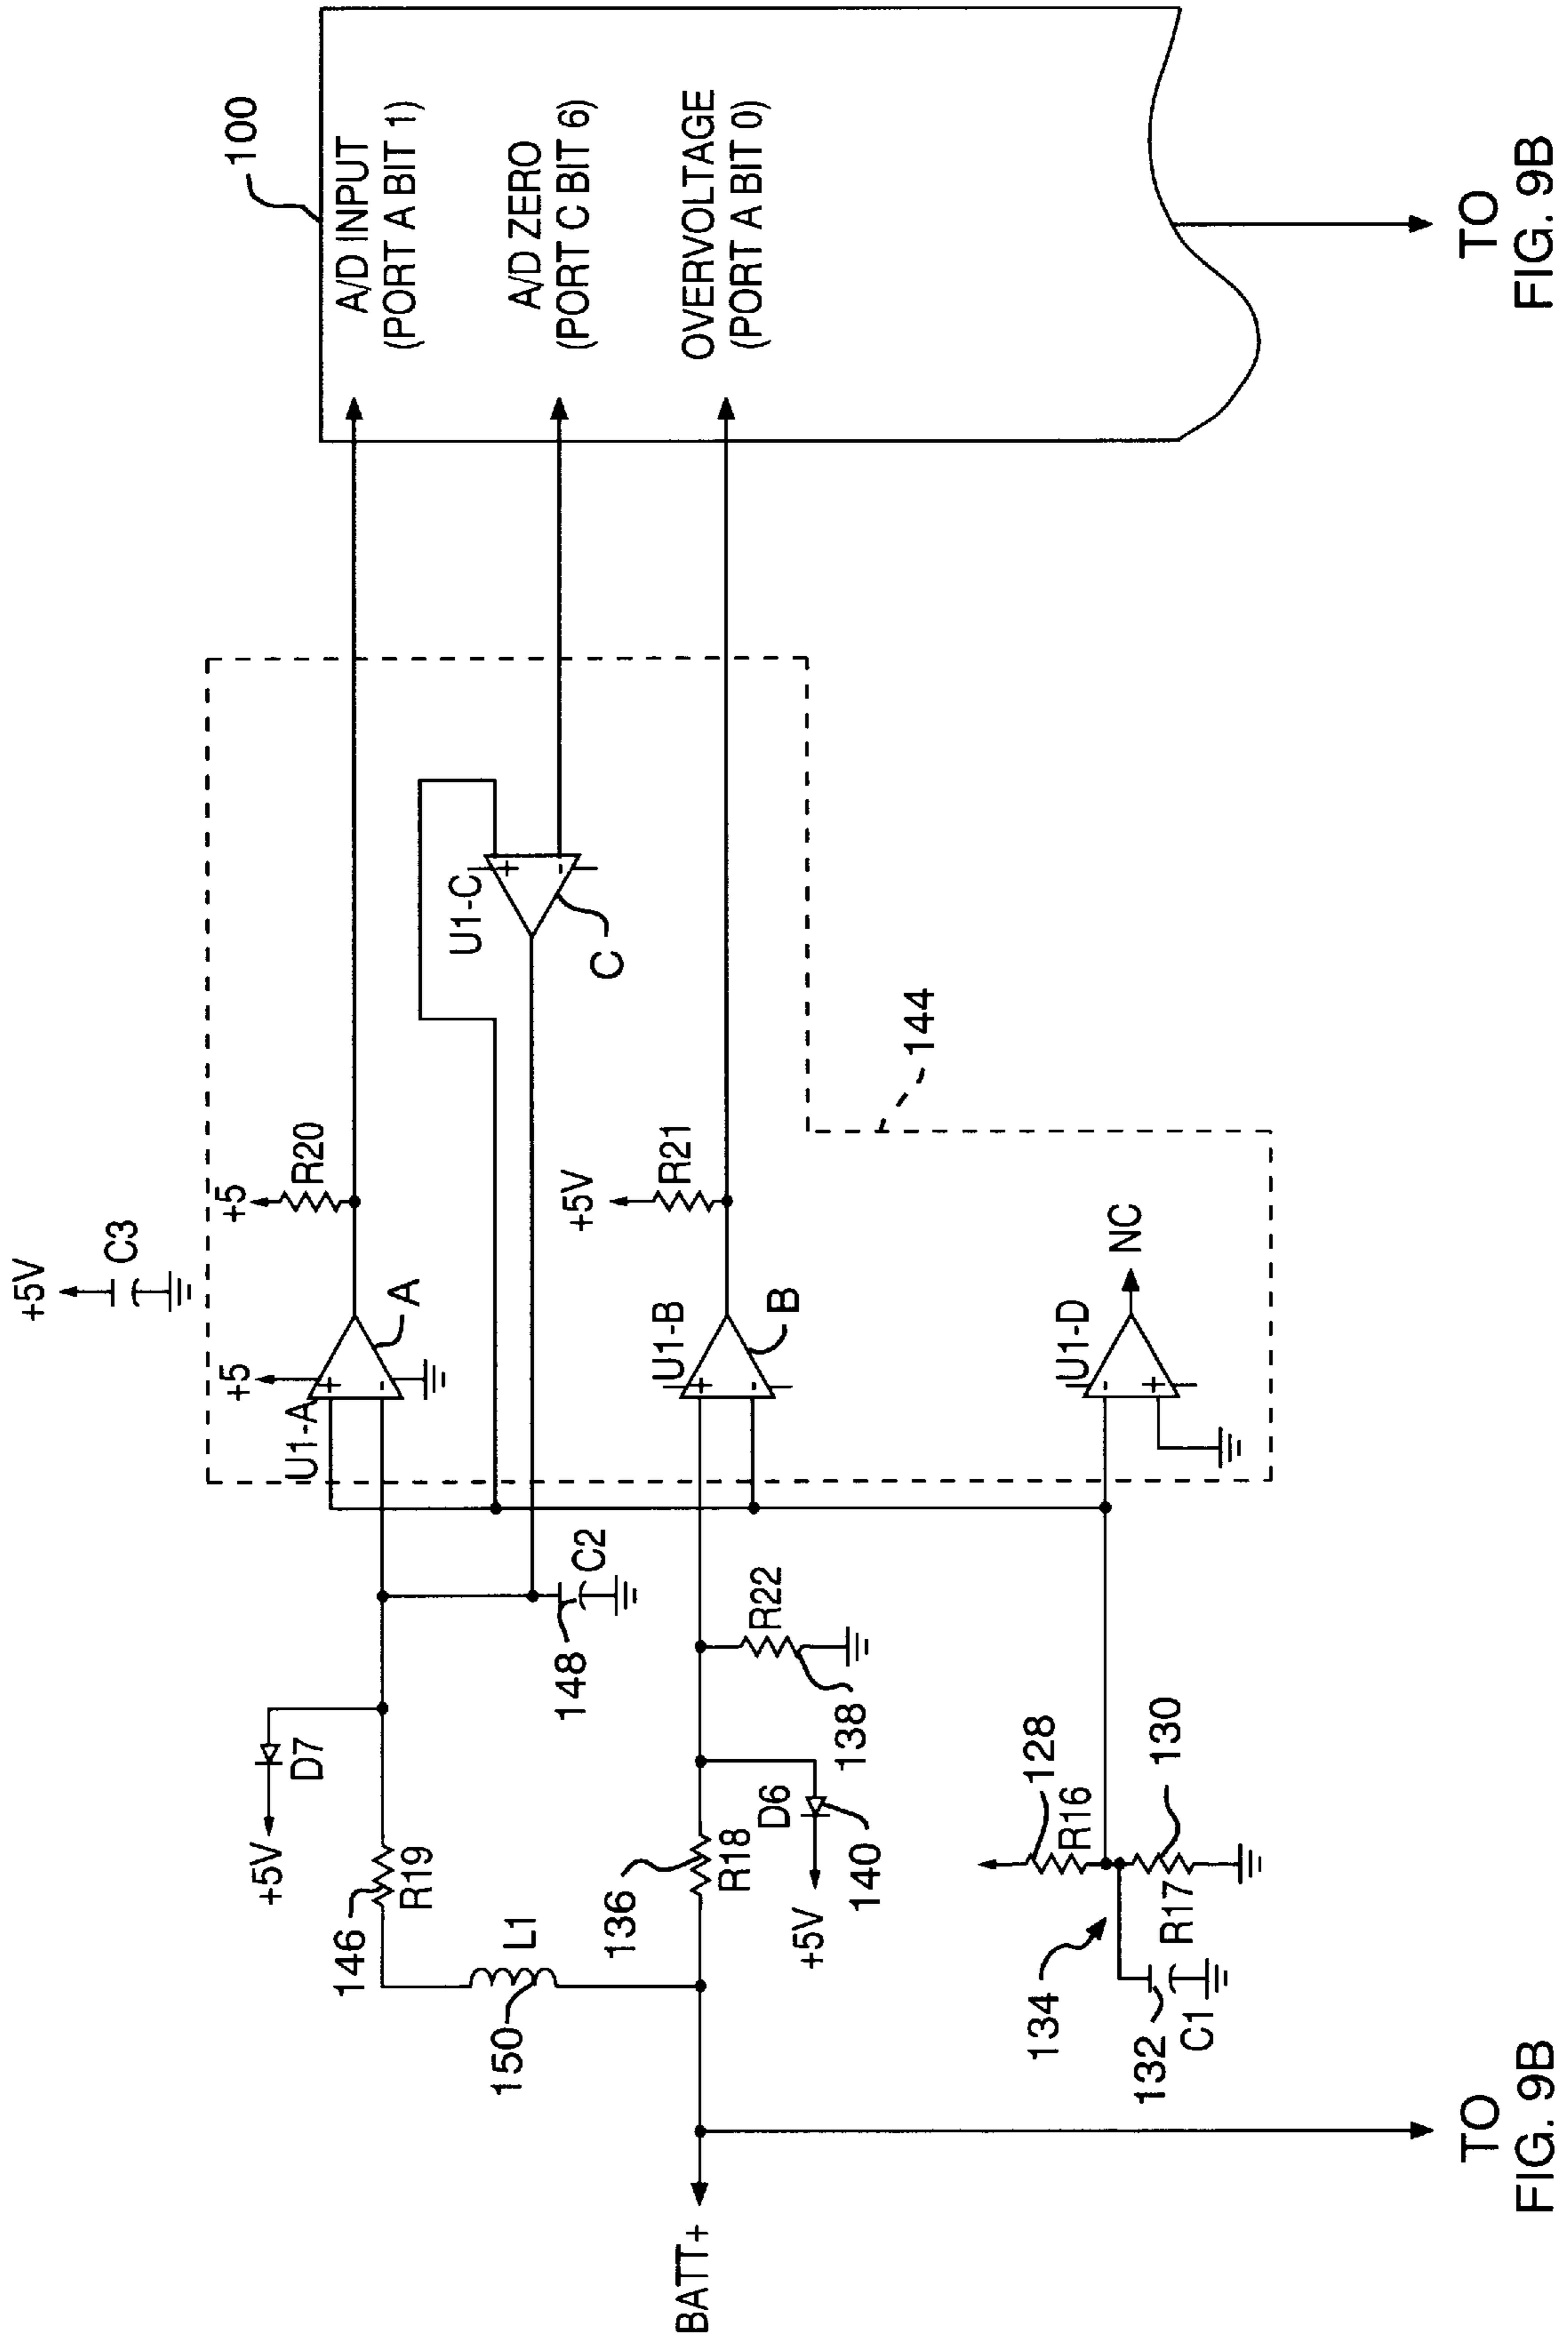 +5V
C3
100
A/D INPUT
(PORT A BIT 1)
A/D ZERO
(PORT C BIT 6)
OVERVOLTAGE
(PORT A BIT 0)
+5
+5
R20
U1-A
+
-
A
+5V
D7
146
R19
L1
150
148
C2
U1-C
+
-
C
+5V
R21
U1-B
+
-
B
144
BATT+
136
R18
D6
140
+5V
R22
138
U1-D
-
+
NC
128
R16
130
R17
134
132
C1
TO
FIG. 9B
TO
FIG. 9B